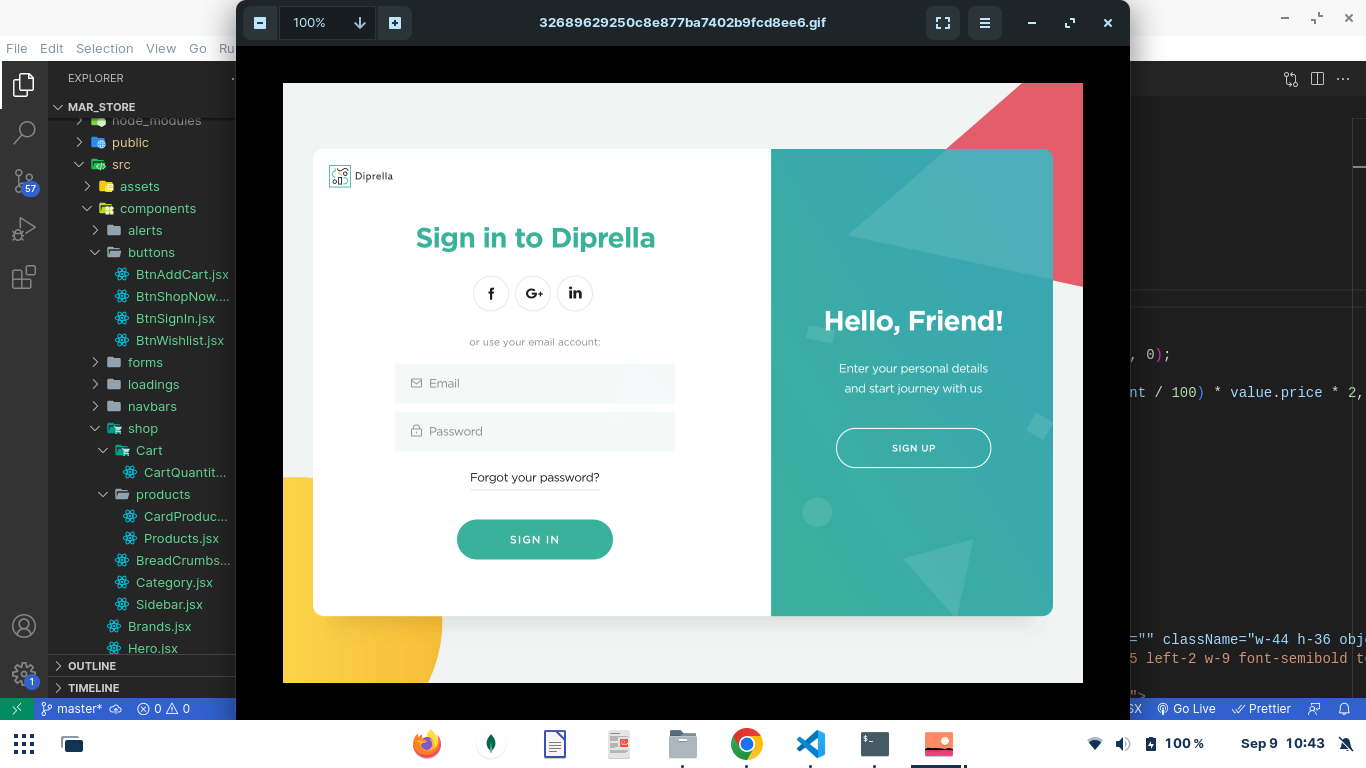 100%
32689629250c8e877ba7402b9fcd8ee6.gif
File Edit Selection View Go Ru
EXPLORER
MAR_STORE
node_modules
public
src
assets
components
alerts
buttons
BtnAddCart.jsx
BtnShopNow....
BtnSignIn.jsx
BtnWishlist.jsx
forms
loadings
navbars
shop
Cart
CartQuantit...
products
CardProduc...
Products.jsx
BreadCrumbs...
Category.jsx
Sidebar.jsx
Brands.jsx
Hero.jsx
OUTLINE
TIMELINE
57
1
master* 0 0
Diprella
Sign in to Diprella
f G+ in
or use your email account:
Email
Password
Forgot your password?
SIGN IN
Hello, Friend!
Enter your personal details
and start journey with us
SIGN UP
, 0);
nt / 100) * value.price * 2,
="" className="w-44 h-36 obj
5 left-2 w-9 font-semibold te
">
SX Go Live Prettier
100 % Sep 9 10:43